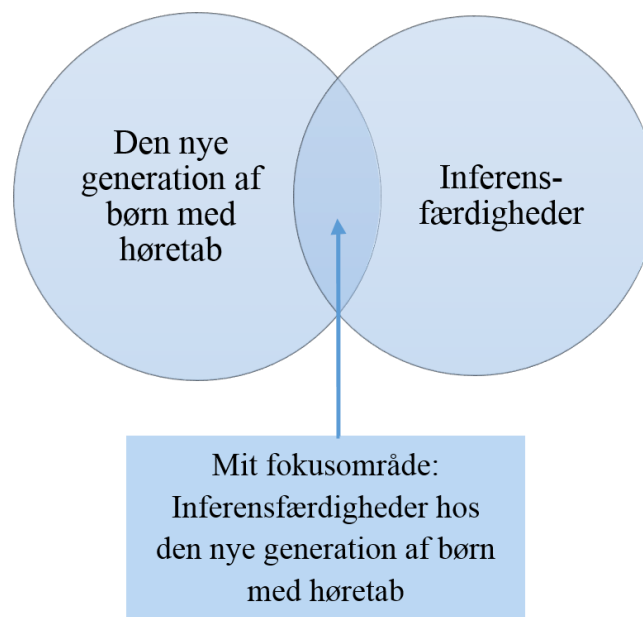 Den nye
generation af
børn med
høretab
Inferens-
færdigheder
Mit fokusområde:
Inferensfærdigheder hos
den nye generation af børn
med høretab